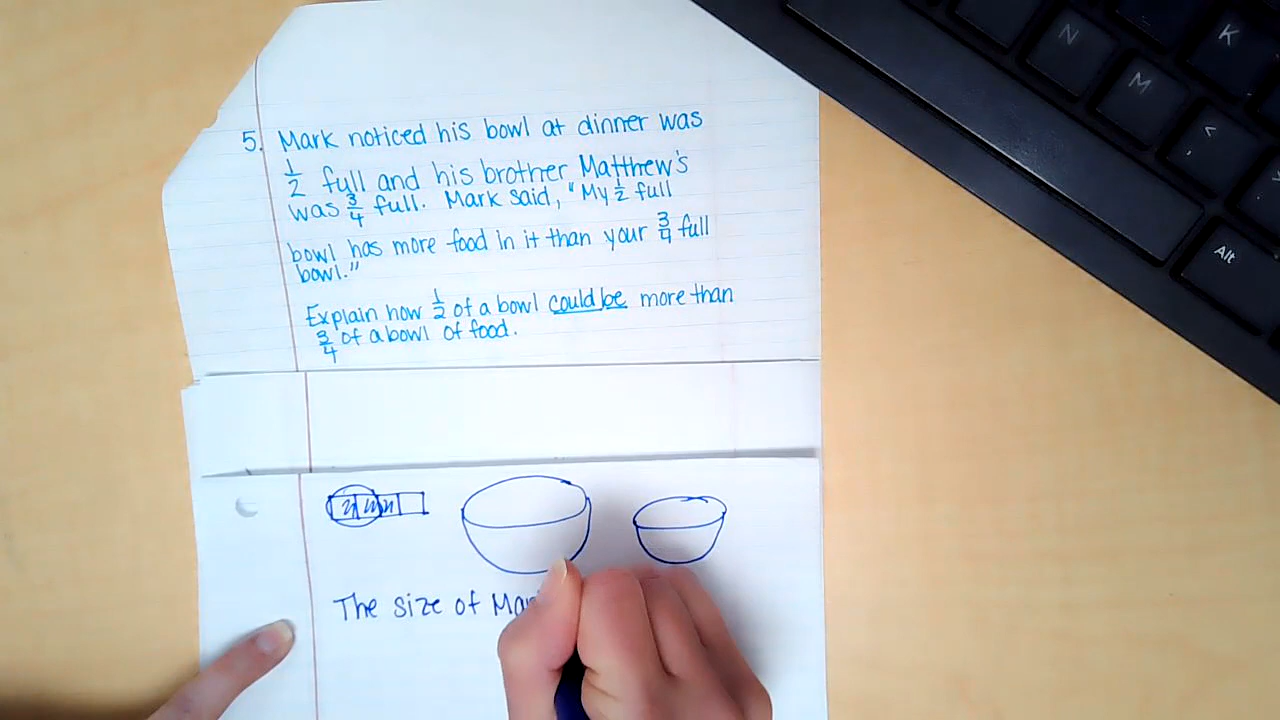 5. Mark noticed his bowl at dinner was
1/2 full and his brother Matthew's
was 3/4 full. Mark said, "My 1/2 full
bowl has more food in it than your 3/4 full
bowl."
Explain how 1/2 of a bowl could be more than
3/4 of a bowl of food.
The size of Mar
N
M
K
<
,
Alt